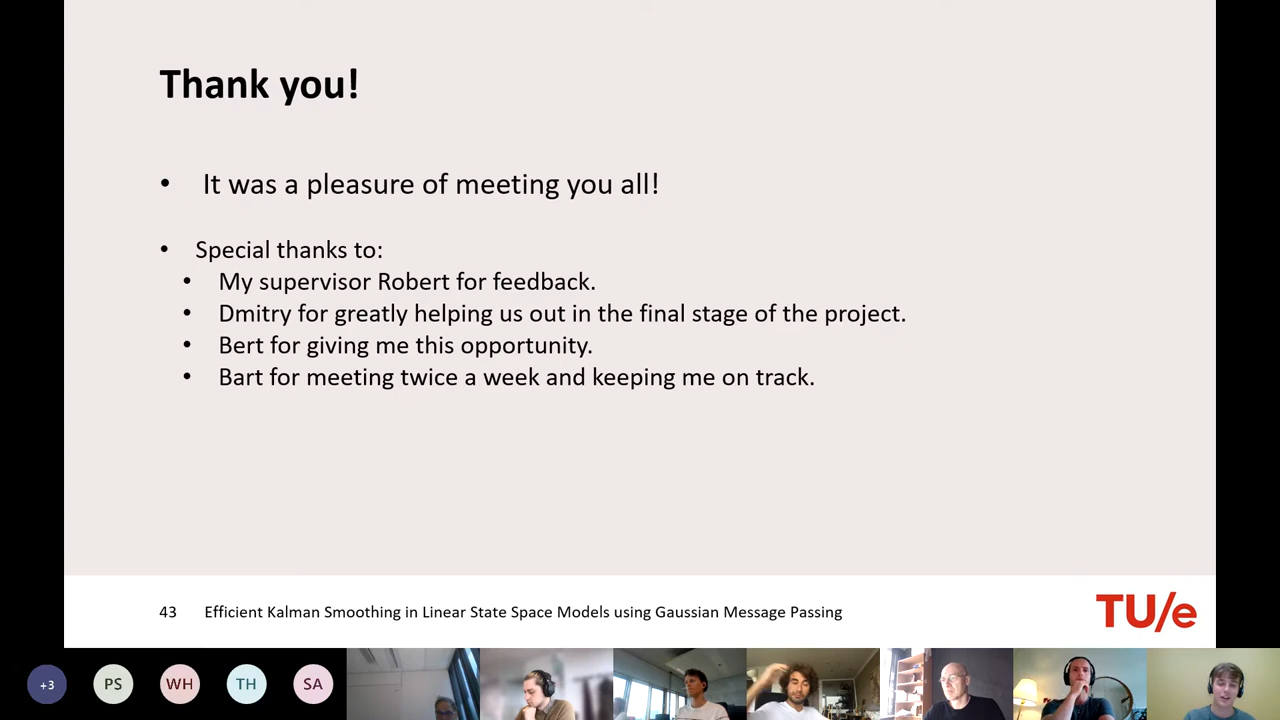 Thank you!
• It was a pleasure of meeting you all!
• Special thanks to:
• My supervisor Robert for feedback.
• Dmitry for greatly helping us out in the final stage of the project.
• Bert for giving me this opportunity.
• Bart for meeting twice a week and keeping me on track.
43 Efficient Kalman Smoothing in Linear State Space Models using Gaussian Message Passing
TU/e
+3 PS WH TH SA